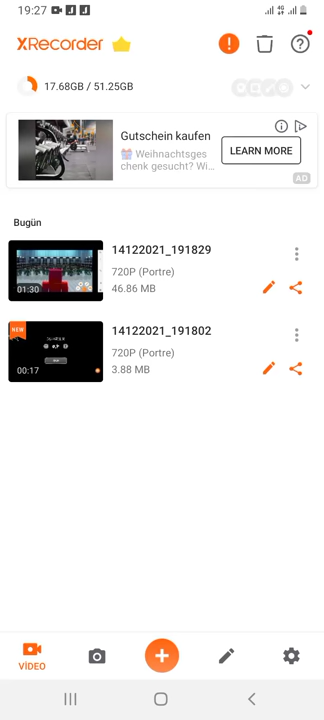 19:27
XRecorder
17.68GB / 51.25GB
Gutschein kaufen
🎁 Weihnachtsges
chenk gesucht? Wi...
LEARN MORE
AD
Bugün
14122021_191829
720P (Portre)
46.86 MB
01:30
NEW
14122021_191802
720P (Portre)
3.88 MB
00:17
VİDEO